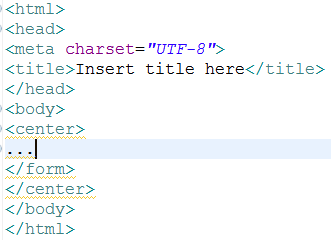 <html>
<head>
<meta charset="UTF-8">
<title>Insert title here</title>
</head>
<body>
<center>
...
</form>
</center>
</body>
</html>